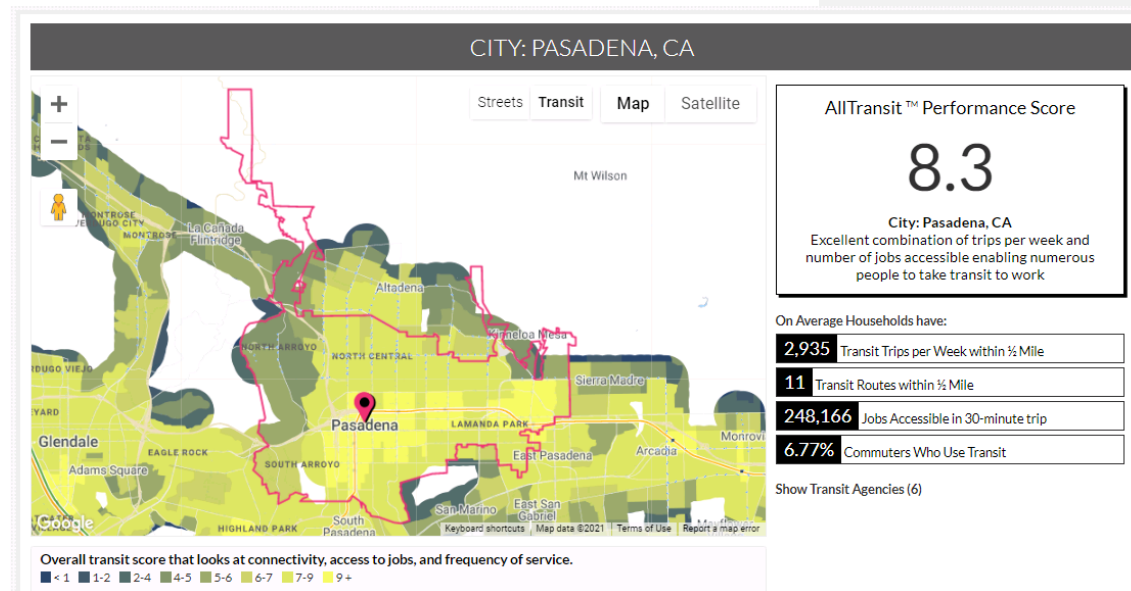 CITY: PASADENA, CA
Streets Transit Map Satellite
Mt Wilson
MONTROSE
La Cañada
Flintridge
Altadena
Kinneloa Mesa
NORTH ARROYO
NORTH CENTRAL
Sierra Madre
Pasadena
LAMANDA PARK
Glendale
EAGLE ROCK
Adams Square
SOUTH ARROYO
East Pasadena
Arcadia
San Marino
East San
Gabriel
HIGHLAND PARK
South
Pasadena
Google
Keyboard shortcuts Map data ©2021 Terms of Use Report a map error
Overall transit score that looks at connectivity, access to jobs, and frequency of service.
< 1 1-2 2-4 4-5 5-6 6-7 7-9 9 +
AllTransit ™ Performance Score
8.3
City: Pasadena, CA
Excellent combination of trips per week and
number of jobs accessible enabling numerous
people to take transit to work
On Average Households have:
2,935 Transit Trips per Week within ½ Mile
11 Transit Routes within ½ Mile
248,166 Jobs Accessible in 30-minute trip
6.77% Commuters Who Use Transit
Show Transit Agencies (6)